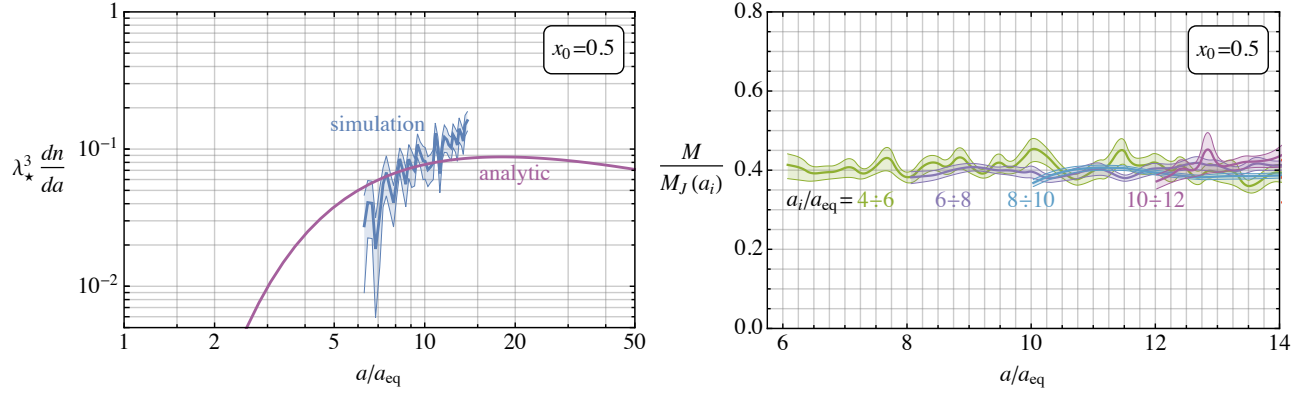 1
10⁻¹
10⁻²
λ⋆³ dn/da
x₀=0.5
simulation
analytic
1 2 5 10 20 50
a/a_eq
0.8
0.6
0.4
0.2
0.0
M/M_J(a_i)
x₀=0.5
a_i/a_eq= 4÷6 6÷8 8÷10 10÷12
6 8 10 12 14
a/a_eq